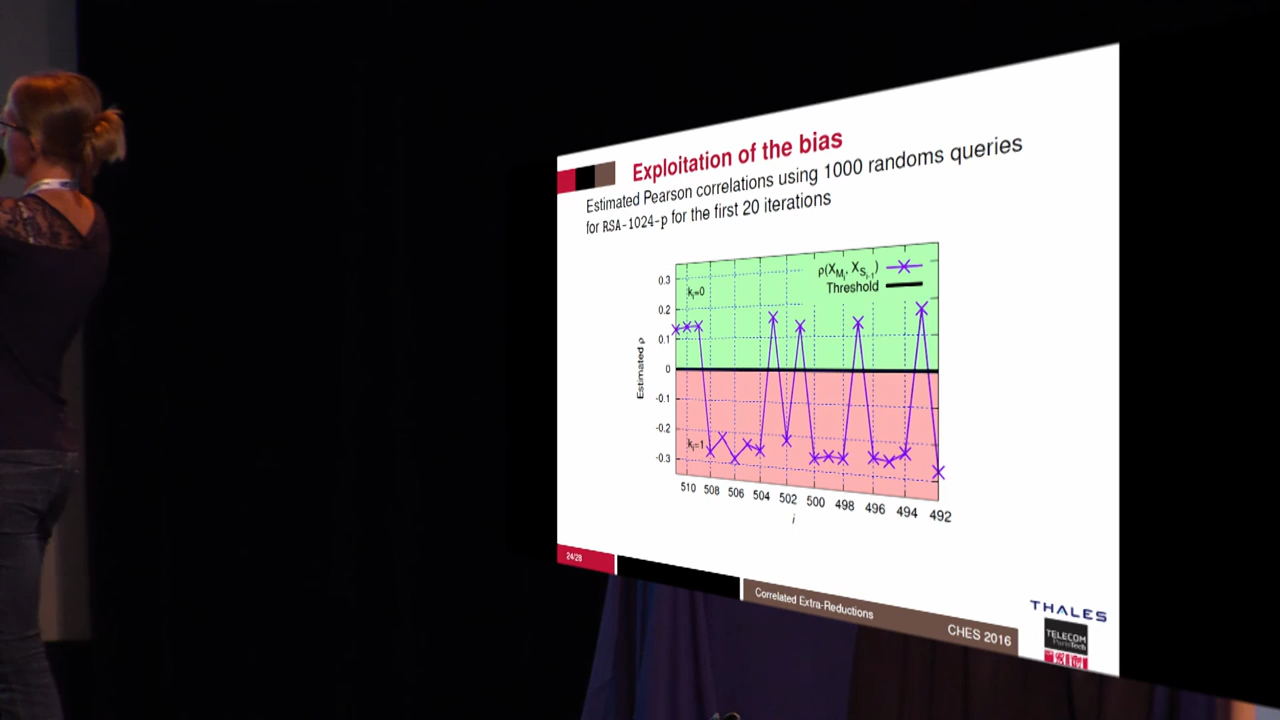 Exploitation of the bias
Estimated Pearson correlations using 1000 randoms queries
for RSA-1024-p for the first 20 iterations
ρ(X_{M_i}, X_{S_{i-1}})
Threshold
k_i=0
k_i=1
Estimated ρ
0.3
0.2
0.1
0
-0.1
-0.2
-0.3
510 508 506 504 502 500 498 496 494 492
i
24/28
Correlated Extra-Reductions
CHES 2016
THALES
TELECOM
ParisTech